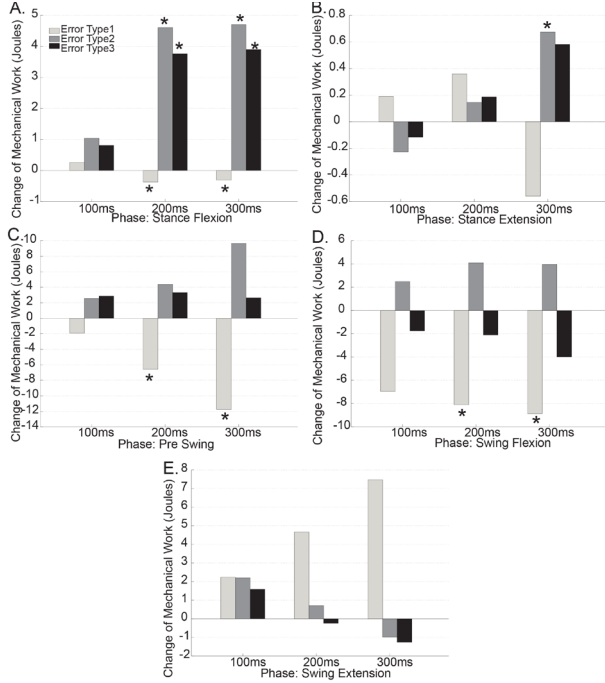 A.
Change of Mechanical Work (Joules)
5
4
3
2
1
0
-1
Error Type1
Error Type2
Error Type3
* * * *
* *
100ms 200ms 300ms
Phase: Stance Flexion
B.
Change of Mechanical Work (Joules)
0.8
0.6
0.4
0.2
0
-0.2
-0.4
-0.6
*
100ms 200ms 300ms
Phase: Stance Extension
C.
Change of Mechanical Work (Joules)
10
8
6
4
2
0
-2
-4
-6
-8
-10
-12
-14
* *
100ms 200ms 300ms
Phase: Pre Swing
D.
Change of Mechanical Work (Joules)
6
4
2
0
-2
-4
-6
-8
-10
* *
100ms 200ms 300ms
Phase: Swing Flexion
E.
Change of Mechanical Work (Joules)
8
7
6
5
4
3
2
1
0
-1
-2
100ms 200ms 300ms
Phase: Swing Extension